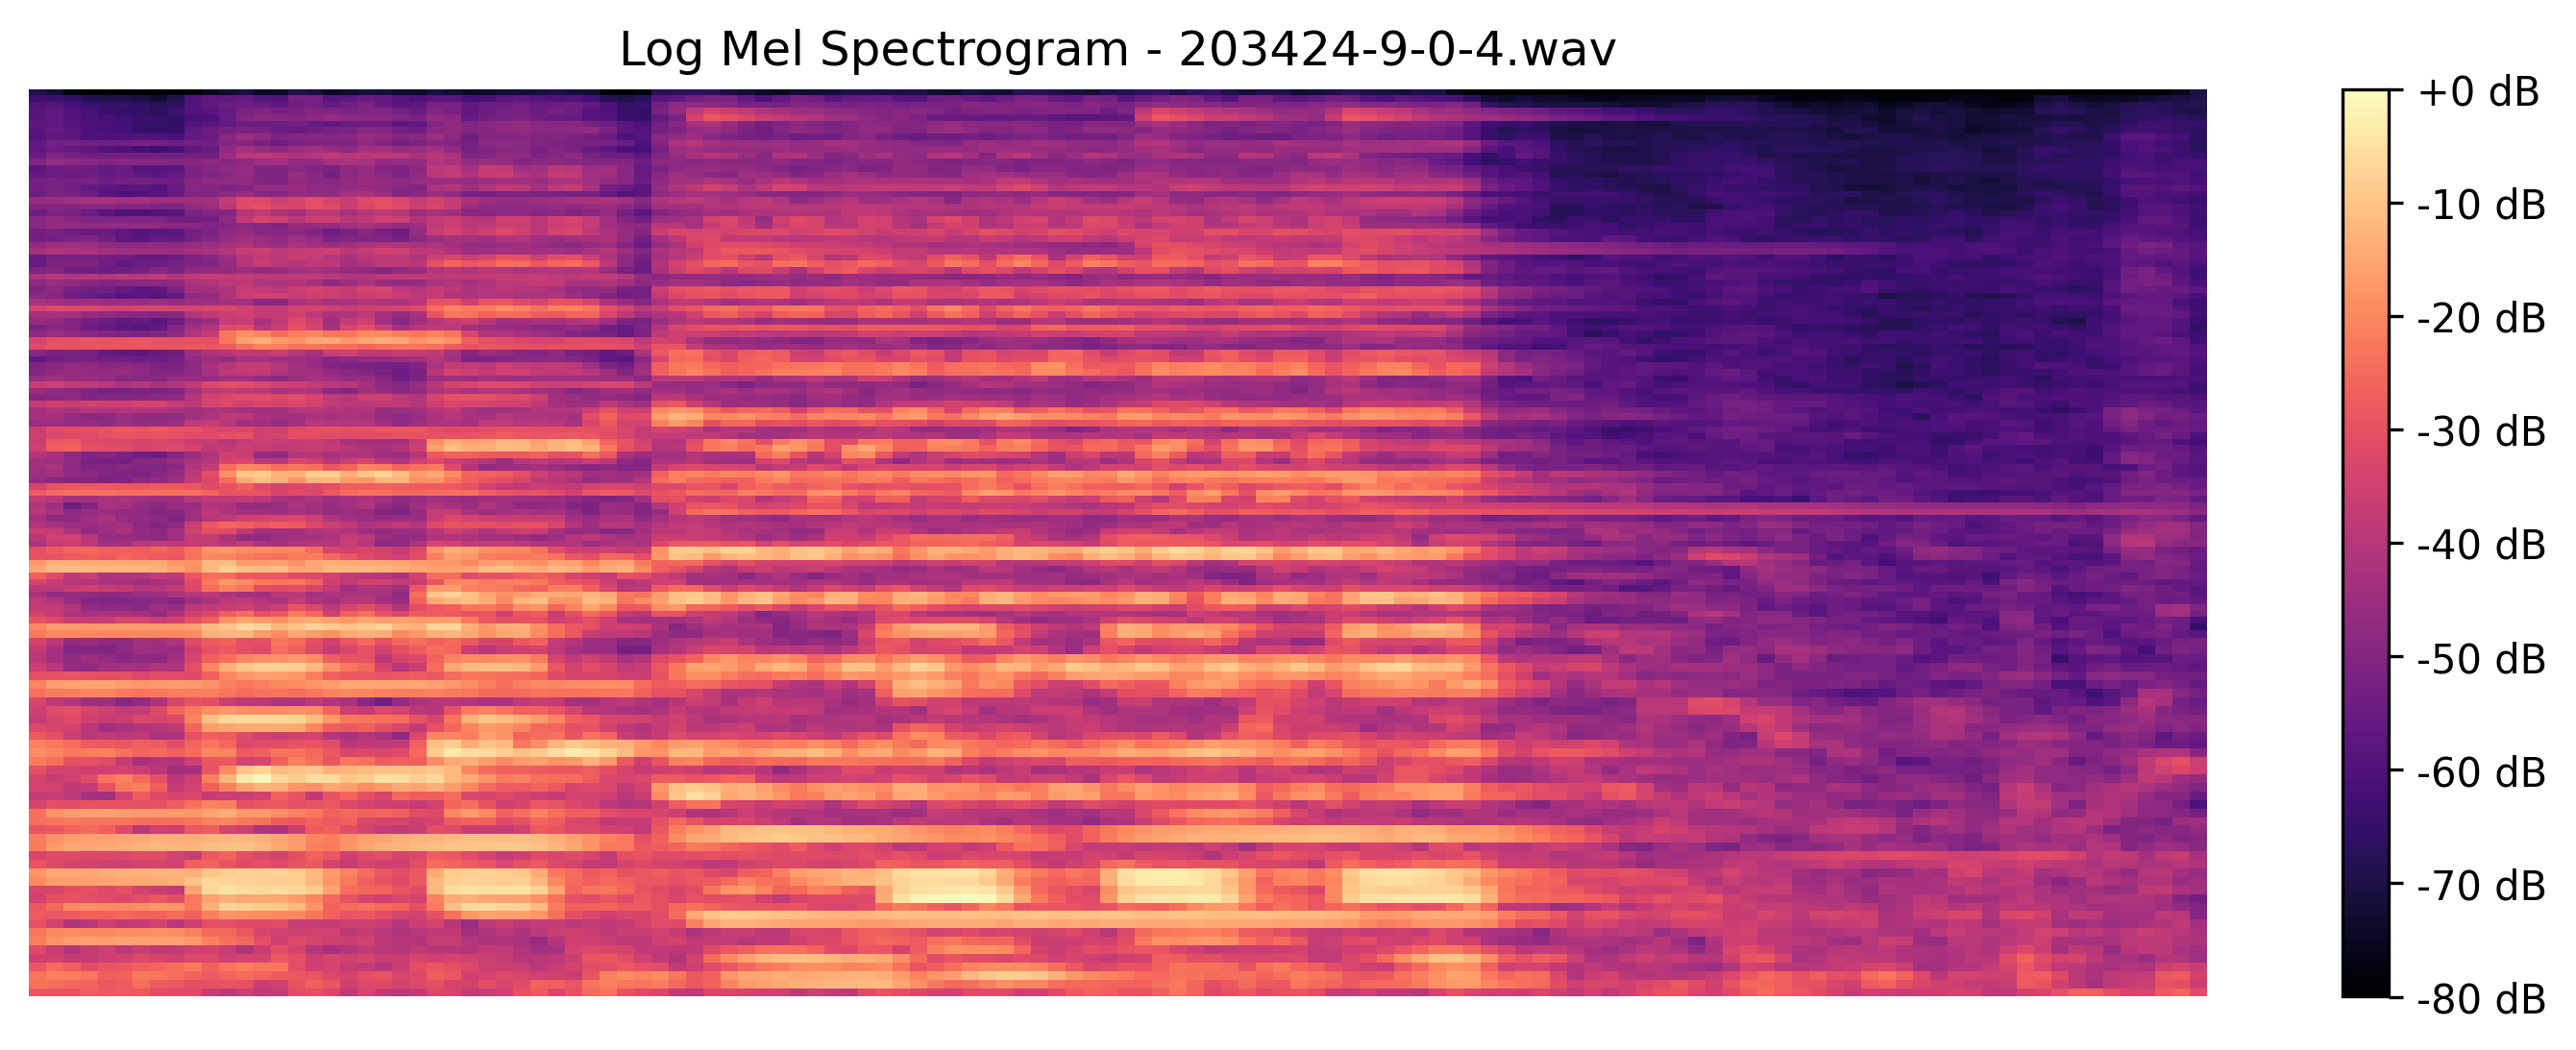 Log Mel Spectrogram - 203424-9-0-4.wav
+0 dB
-10 dB
-20 dB
-30 dB
-40 dB
-50 dB
-60 dB
-70 dB
-80 dB